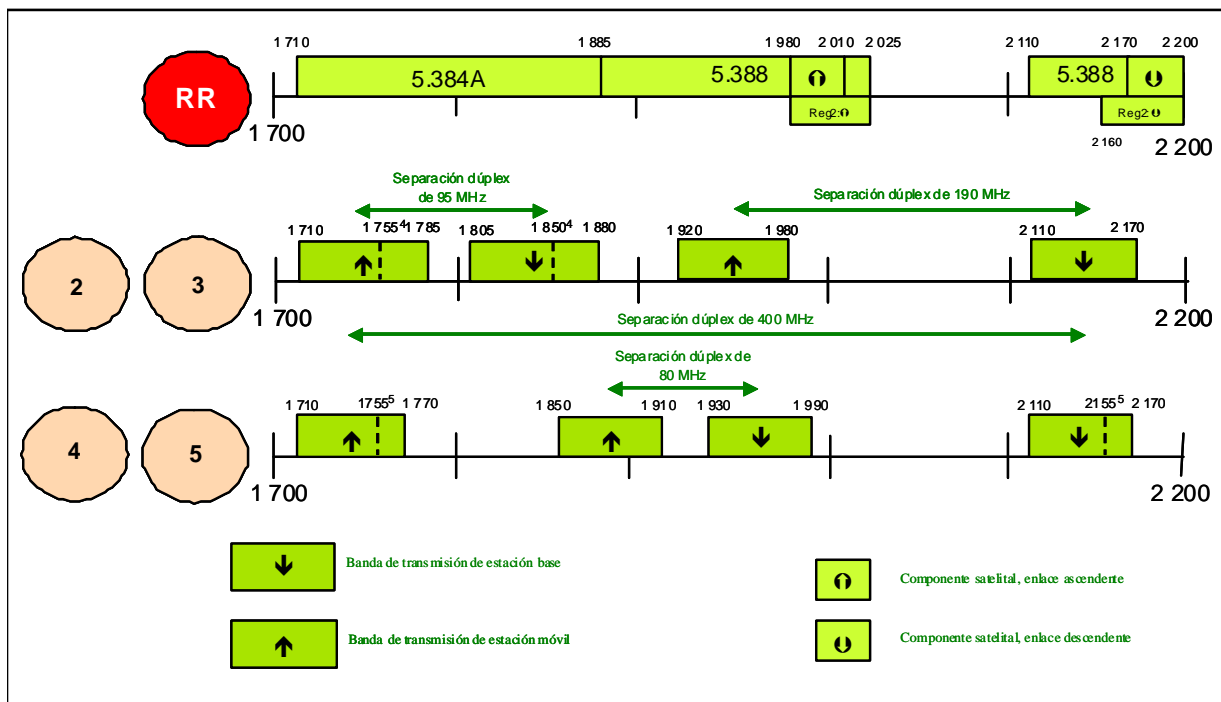 1 710 1 885 1 980 2 010 2 025 2 110 2 170 2 200
RR 5.384A 5.388 5.388
Reg2: Reg2:
1 700 2 160 2 200
Separación dúplex
de 95 MHz
Separación dúplex de 190 MHz
1 710 1 755⁴ 1 785 1 805 1 850⁴ 1 880 1 920 1 980 2 110 2 170
2 3
1 700 2 200
Separación dúplex de 400 MHz
Separación dúplex de
80 MHz
1 710 1755⁵ 1 770 1 850 1 910 1 930 1 990 2 110 2155⁵ 2 170
4 5
1 700 2 200
Banda de transmisión de estación base
Componente satelital, enlace ascendente
Banda de transmisión de estación móvil
Componente satelital, enlace descendente